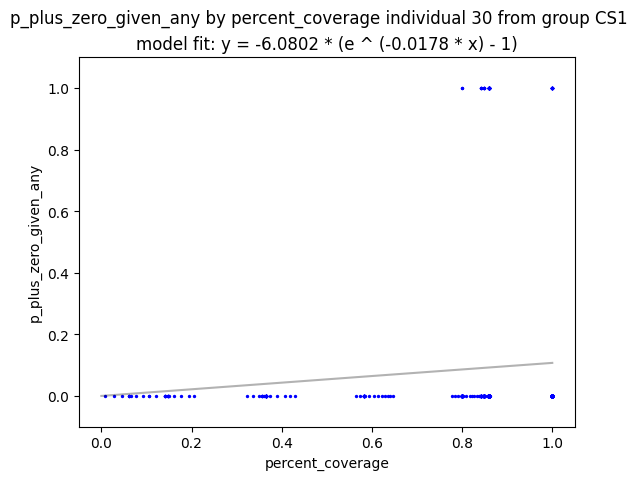 p_plus_zero_given_any by percent_coverage individual 30 from group CS1
model fit: y = -6.0802 * (e ^ (-0.0178 * x) - 1)
1.0
0.8
0.6
0.4
0.2
0.0
p_plus_zero_given_any
0.0 0.2 0.4 0.6 0.8 1.0
percent_coverage